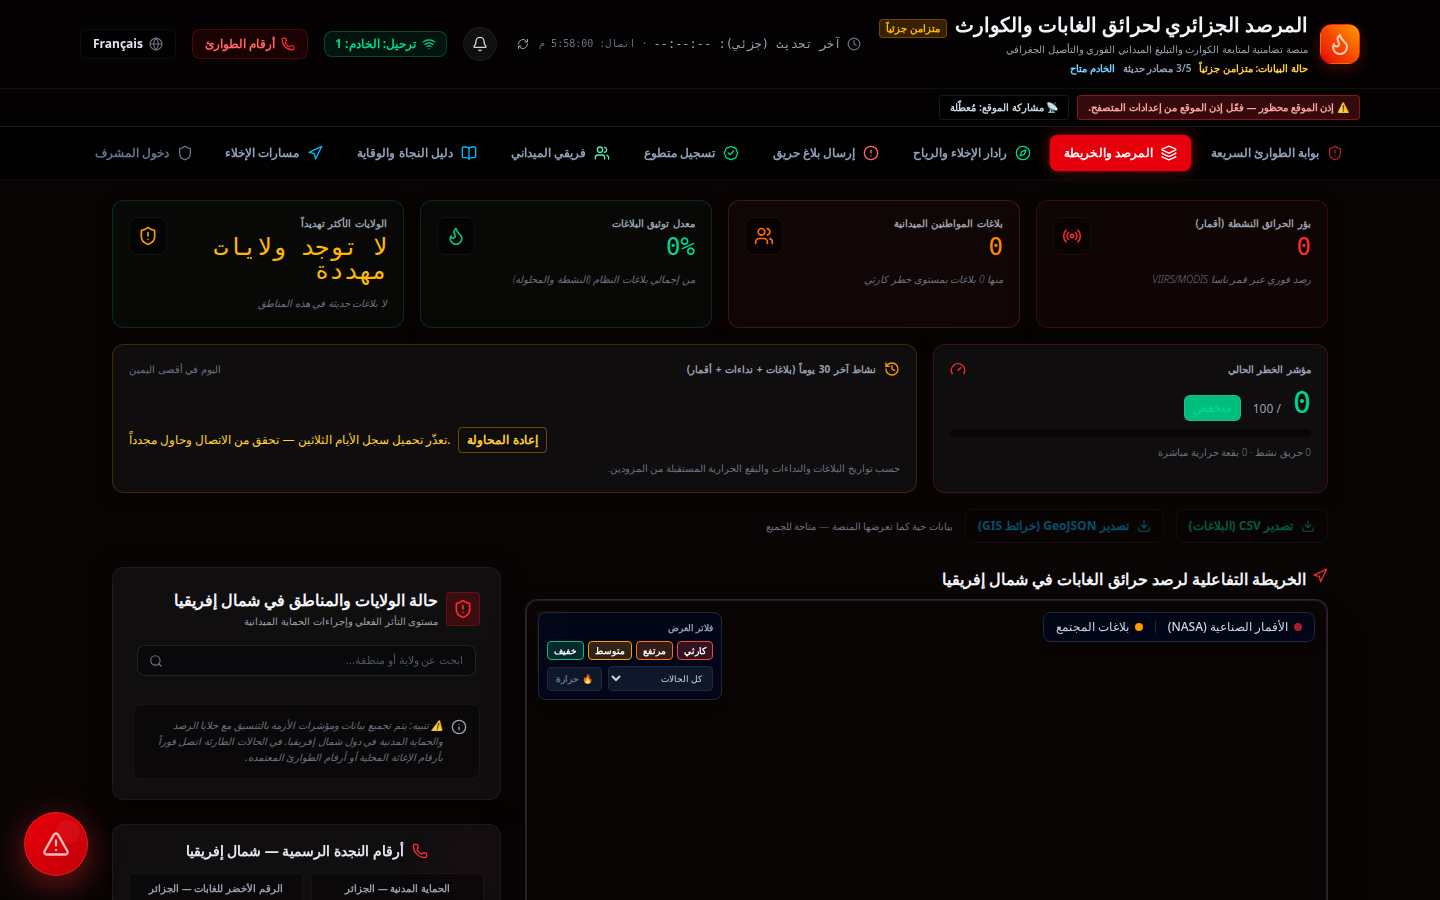 المرصد الجزائري لحرائق الغابات والكوارث
متزامن جزئياً
منصة تضامنية لمتابعة الكوارث والتبليغ الميداني الفوري والتأصيل الجغرافي
حالة البيانات: متزامن جزئياً 3/5 مصادر حديثة الخادم متاح
آخر تحديث (جزئي): --:--:-- · اتصال: 5:58:00 م
ترحيل: الخادم: 1
أرقام الطوارئ
Français
⚠️ إذن الموقع محظور — فعّل إذن الموقع من إعدادات المتصفح.
📡 مشاركة الموقع: مُعطّلة
بوابة الطوارئ السريعة
المرصد والخريطة
رادار الإخلاء والرياح
إرسال بلاغ حريق
تسجيل متطوع
فريقي الميداني
دليل النجاة والوقاية
مسارات الإخلاء
دخول المشرف
بؤر الحرائق النشطة (أقمار)
0
رصد فوري عبر قمر ناسا VIIRS/MODIS
بلاغات المواطنين الميدانية
0
منها 0 بلاغات بمستوى خطر كارثي
معدل توثيق البلاغات
0%
من إجمالي بلاغات النظام (النشطة والمحلولة)
الولايات الأكثر تهديداً
لا توجد ولايات
مهددة
لا بلاغات حديثة في هذه المناطق
مؤشر الخطر الحالي
0 / 100 منخفض
0 حريق نشط · 0 بقعة حرارية مباشرة
نشاط آخر 30 يوماً (بلاغات + نداءات + أقمار)
اليوم في أقصى اليمين
تعذّر تحميل سجل الأيام الثلاثين — تحقق من الاتصال وحاول مجدداً.
إعادة المحاولة
حسب تواريخ البلاغات والنداءات والبقع الحرارية المستقبلة من المزودين.
تصدير CSV (البلاغات)
تصدير GeoJSON (خرائط GIS)
بيانات حية كما تعرضها المنصة — متاحة للجميع
الخريطة التفاعلية لرصد حرائق الغابات في شمال إفريقيا
الأقمار الصناعية (NASA)
بلاغات المجتمع
فلاتر العرض
كارثي
مرتفع
متوسط
خفيف
كل الحالات
🔥 حرارة
حالة الولايات والمناطق في شمال إفريقيا
مستوى التأثر الفعلي وإجراءات الحماية الميدانية
ابحث عن ولاية أو منطقة...
⚠️ تنبيه: يتم تجميع بيانات ومؤشرات الأزمة بالتنسيق مع خلايا الرصد
والحماية المدنية في دول شمال إفريقيا. في الحالات الطارئة اتصل فوراً
بأرقام الإغاثة المحلية أو أرقام الطوارئ المعتمدة.
أرقام النجدة الرسمية — شمال إفريقيا
الحماية المدنية — الجزائر
الرقم الأخضر للغابات — الجزائر